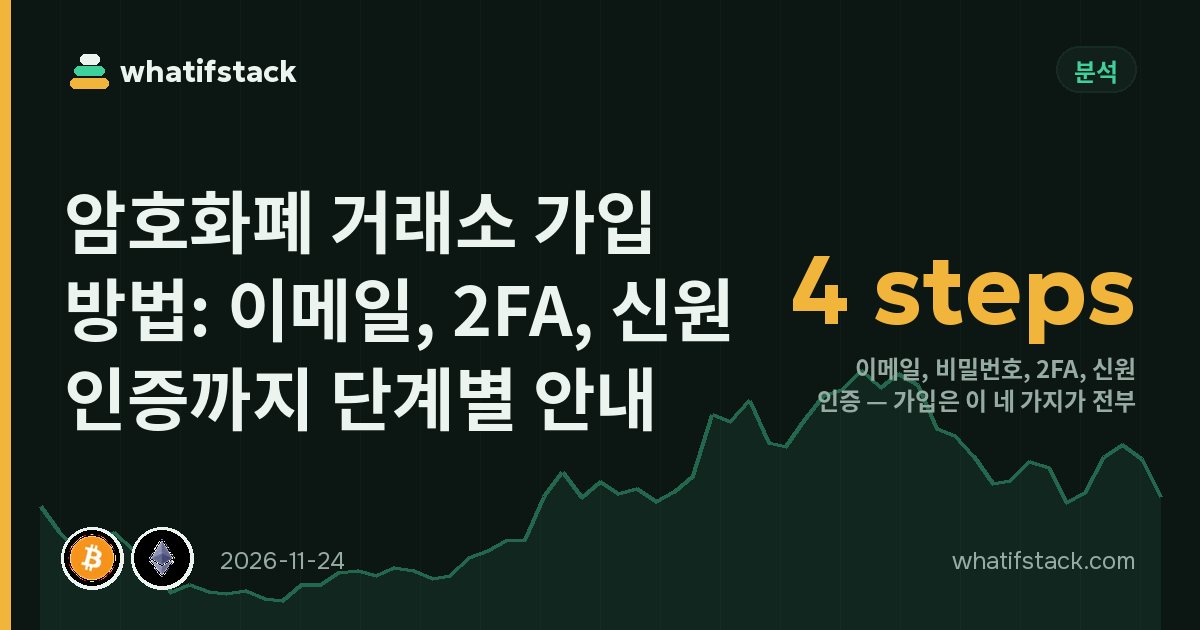 whatifstack
분석
암호화폐 거래소 가입
방법: 이메일, 2FA, 신원
인증까지 단계별 안내
4 steps
이메일, 비밀번호, 2FA, 신원
인증 — 가입은 이 네 가지가 전부
2026-11-24
whatifstack.com